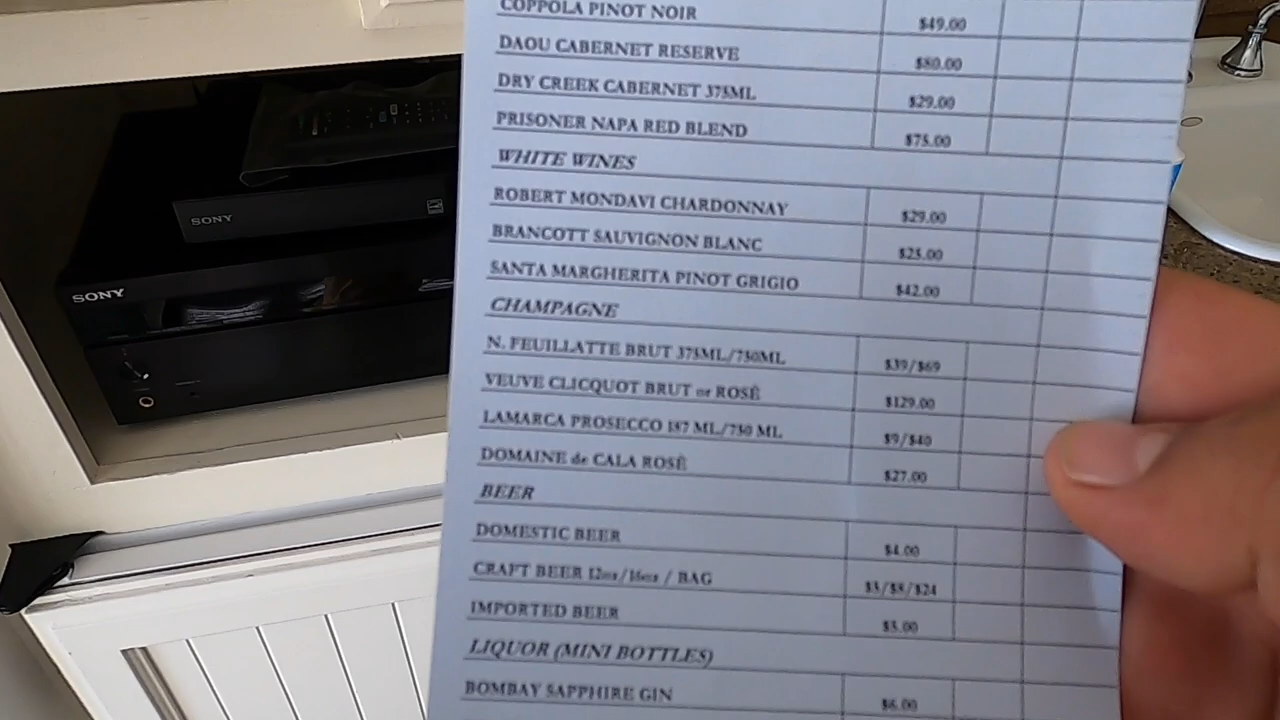 COPPOLA PINOT NOIR $49.00
DAOU CABERNET RESERVE $80.00
DRY CREEK CABERNET 375ML $29.00
PRISONER NAPA RED BLEND $75.00
WHITE WINES
ROBERT MONDAVI CHARDONNAY $29.00
BRANCOTT SAUVIGNON BLANC $25.00
SANTA MARGHERITA PINOT GRIGIO $42.00
CHAMPAGNE
N. FEUILLATTE BRUT 375ML/750ML $39/$69
VEUVE CLICQUOT BRUT or ROSÉ $129.00
LAMARCA PROSECCO 187 ML/750 ML $9/$40
DOMAINE de CALA ROSÉ $27.00
BEER
DOMESTIC BEER $4.00
CRAFT BEER 12oz/16oz / BAG $5/$8/$24
IMPORTED BEER $5.00
LIQUOR (MINI BOTTLES)
BOMBAY SAPPHIRE GIN $6.00
SONY
SONY